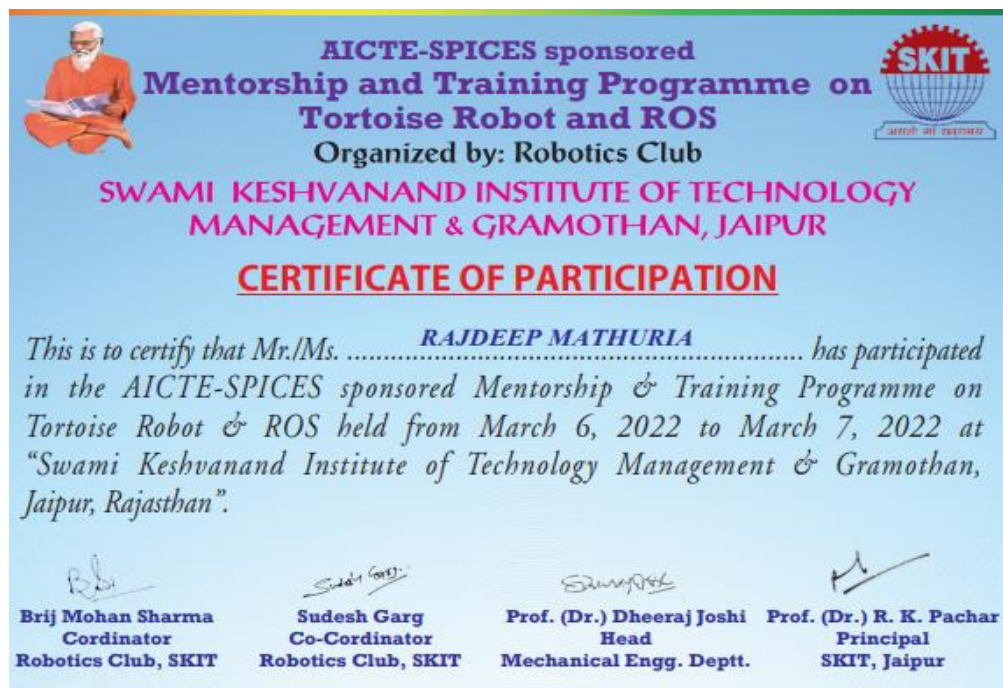 AICTE-SPICES sponsored
Mentorship and Training Programme on
Tortoise Robot and ROS
Organized by: Robotics Club
SWAMI KESHVANAND INSTITUTE OF TECHNOLOGY
MANAGEMENT & GRAMOTHAN, JAIPUR
SKIT
CERTIFICATE OF PARTICIPATION
This is to certify that Mr./Ms. RAJDEEP MATHURIA has participated
in the AICTE-SPICES sponsored Mentorship & Training Programme on
Tortoise Robot & ROS held from March 6, 2022 to March 7, 2022 at
“Swami Keshvanand Institute of Technology Management & Gramothan,
Jaipur, Rajasthan”.
Sudesh Garg
Brij Mohan Sharma
Cordinator
Robotics Club, SKIT
Sudesh Garg
Co-Cordinator
Robotics Club, SKIT
Prof. (Dr.) Dheeraj Joshi
Head
Mechanical Engg. Deptt.
Prof. (Dr.) R. K. Pachar
Principal
SKIT, Jaipur